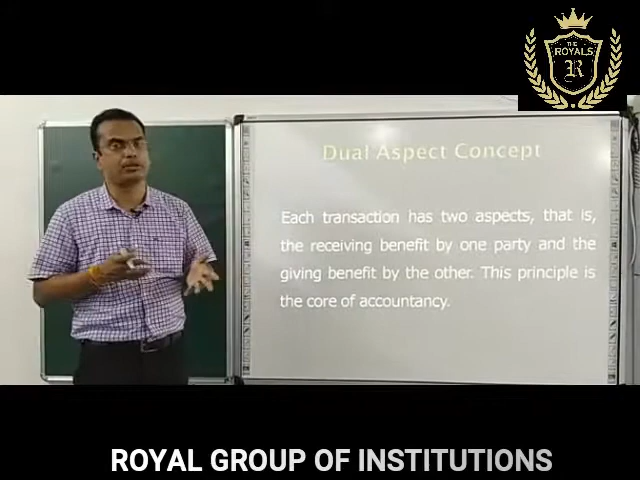 THE
ROYALS
R
Dual Aspect Concept
Each transaction has two aspects, that is,
the receiving benefit by one party and the
giving benefit by the other. This principle is
the core of accountancy.
ROYAL GROUP OF INSTITUTIONS